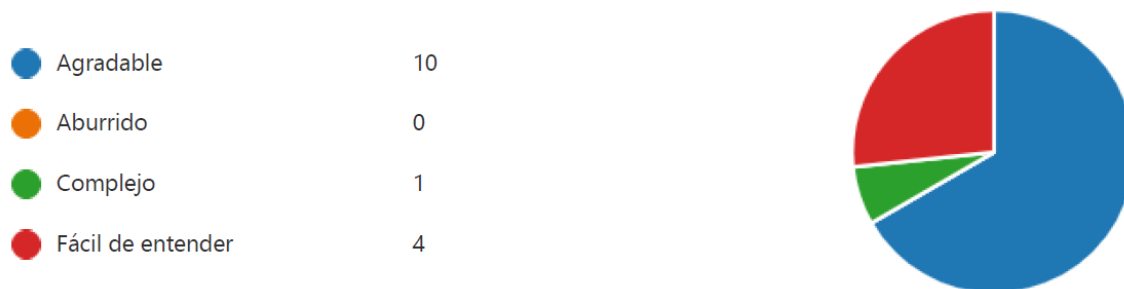 Agradable 10
Aburrido 0
Complejo 1
Fácil de entender 4